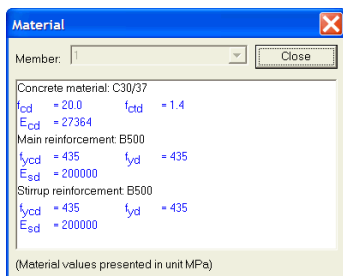 Material
Member: 1 Close
Concrete material: C30/37
fcd = 20.0 fctd = 1.4
Ecd = 27364
Main reinforcement: B500
fycd = 435 fyd = 435
Esd = 200000
Stirrup reinforcement: B500
fycd = 435 fyd = 435
Esd = 200000
(Material values presented in unit MPa)